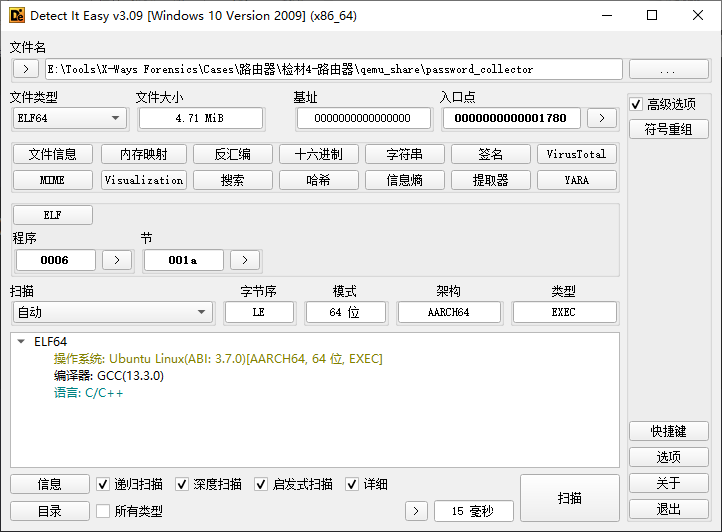 Detect It Easy v3.09 [Windows 10 Version 2009] (x86_64)
文件名
> E:\Tools\X-Ways Forensics\Cases\路由器\检材4-路由器\qemu_share\password_collector ...
文件类型 文件大小 基址 入口点 高级选项
ELF64 4.71 MiB 0000000000000000 0000000000001780 >
符号重组
文件信息 内存映射 反汇编 十六进制 字符串 签名 VirusTotal
MIME Visualization 搜索 哈希 信息熵 提取器 YARA
ELF
程序 节
0006 > 001a >
扫描 字节序 模式 架构 类型
自动 LE 64 位 AARCH64 EXEC
ELF64
操作系统: Ubuntu Linux(ABI: 3.7.0)[AARCH64, 64 位, EXEC]
编译器: GCC(13.3.0)
语言: C/C++
快捷键
选项
信息 递归扫描 深度扫描 启发式扫描 详细 扫描 关于
目录 所有类型 > 15 毫秒 退出